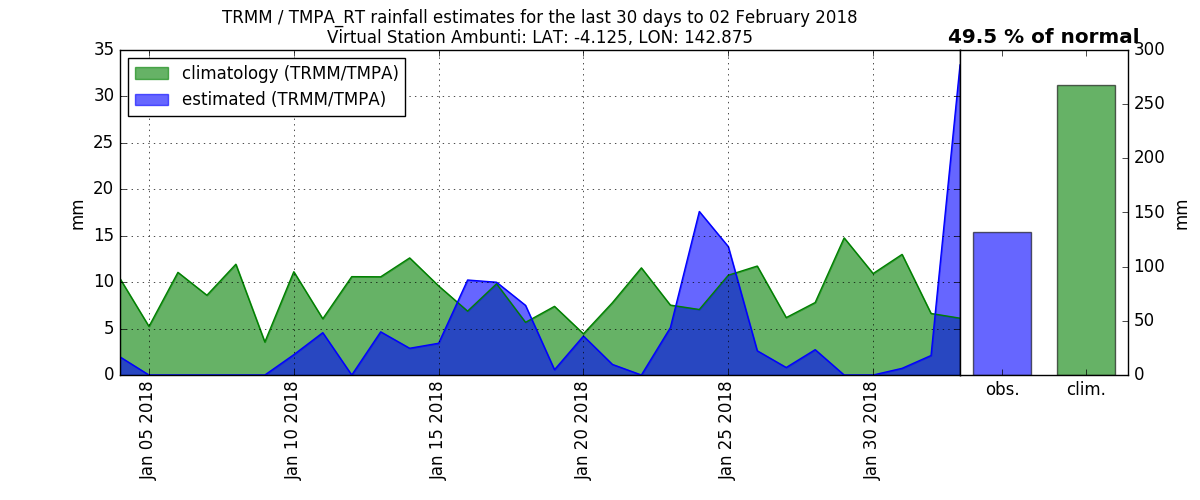 TRMM / TMPA_RT rainfall estimates for the last 30 days to 02 February 2018
Virtual Station Ambunti: LAT: -4.125, LON: 142.875
49.5 % of normal
climatology (TRMM/TMPA)
estimated (TRMM/TMPA)
35
30
25
20
15
10
5
0
mm
Jan 05 2018
Jan 10 2018
Jan 15 2018
Jan 20 2018
Jan 25 2018
Jan 30 2018
obs.
clim.
300
250
200
150
100
50
0
mm